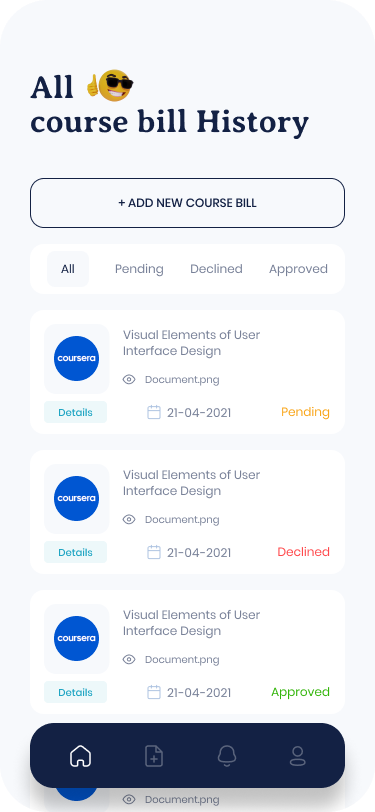 All
course bill History
+ ADD NEW COURSE BILL
All Pending Declined Approved
coursera
Visual Elements of User
Interface Design
Document.png
Details 21-04-2021 Pending
coursera
Visual Elements of User
Interface Design
Document.png
Details 21-04-2021 Declined
coursera
Visual Elements of User
Interface Design
Document.png
Details 21-04-2021 Approved
Document.png